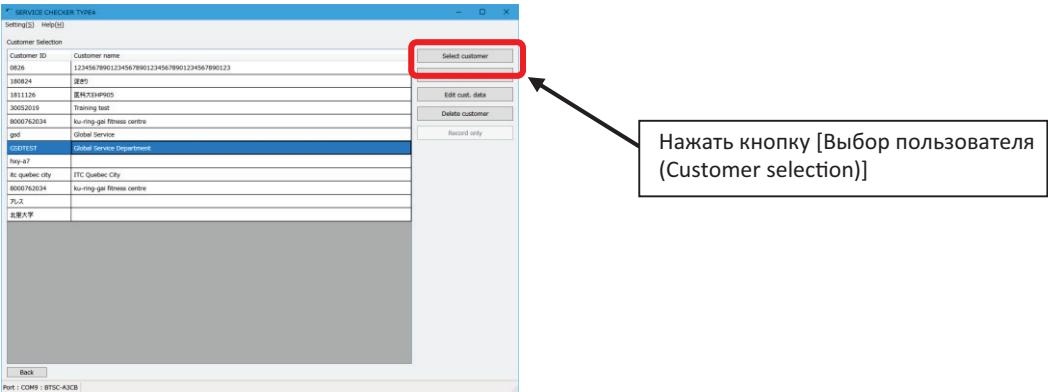 SERVICE CHECKER TYPE4
Setting(S) Help(H)
Customer Selection
Customer ID Customer name
0826 1234567890123456789012345678901234567890123
180824
1811126 医科大EHP905
30052019 Training test
8000762034 ku-ring-gai fitness centre
gsd Global Service
GSDTEST Global Service Department
hxy-a7
itc quebec city ITC Quebec City
8000762034 ku-ring-gai fitness centre
アレス
北里大学
Select customer
Edit cust. data
Delete customer
Record only
Back
Port : COM9 : BTSC-A3CB
Нажать кнопку [Выбор пользователя
(Customer selection)]